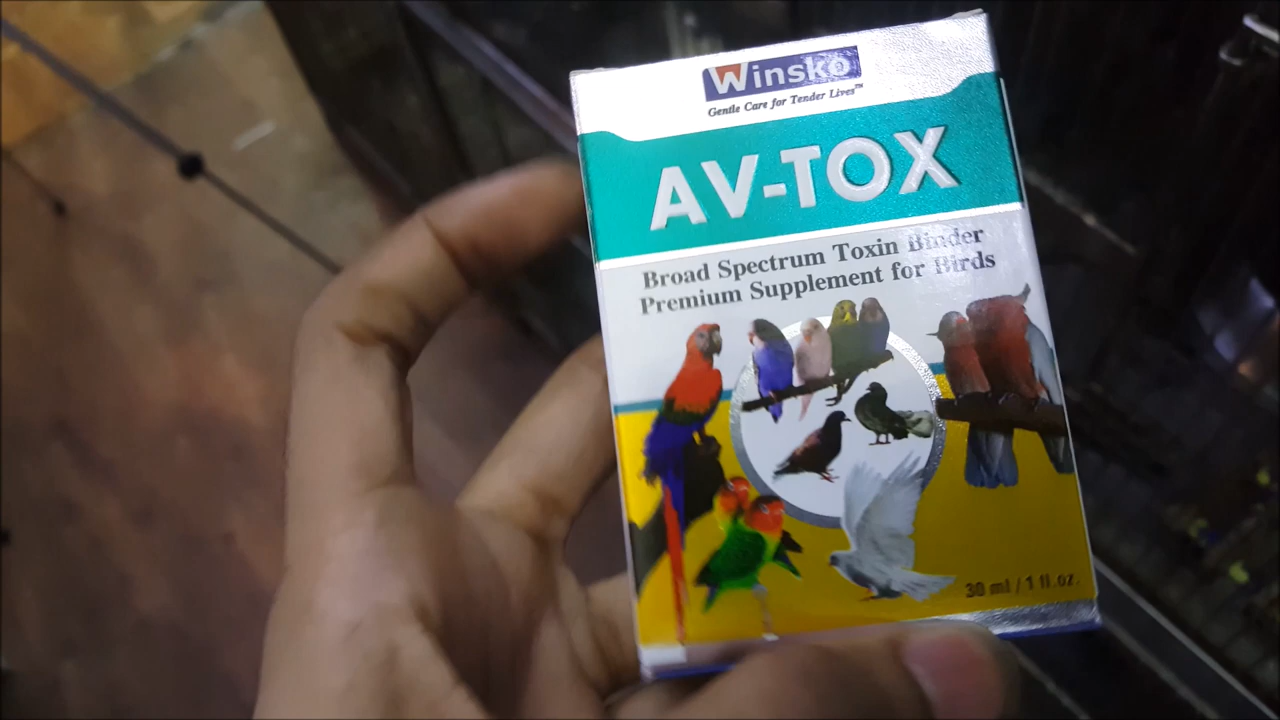 Winsko
Gentle Care for Tender Lives™
AV-TOX
Broad Spectrum Toxin Binder
Premium Supplement for Birds
30 ml / 1 fl.oz.